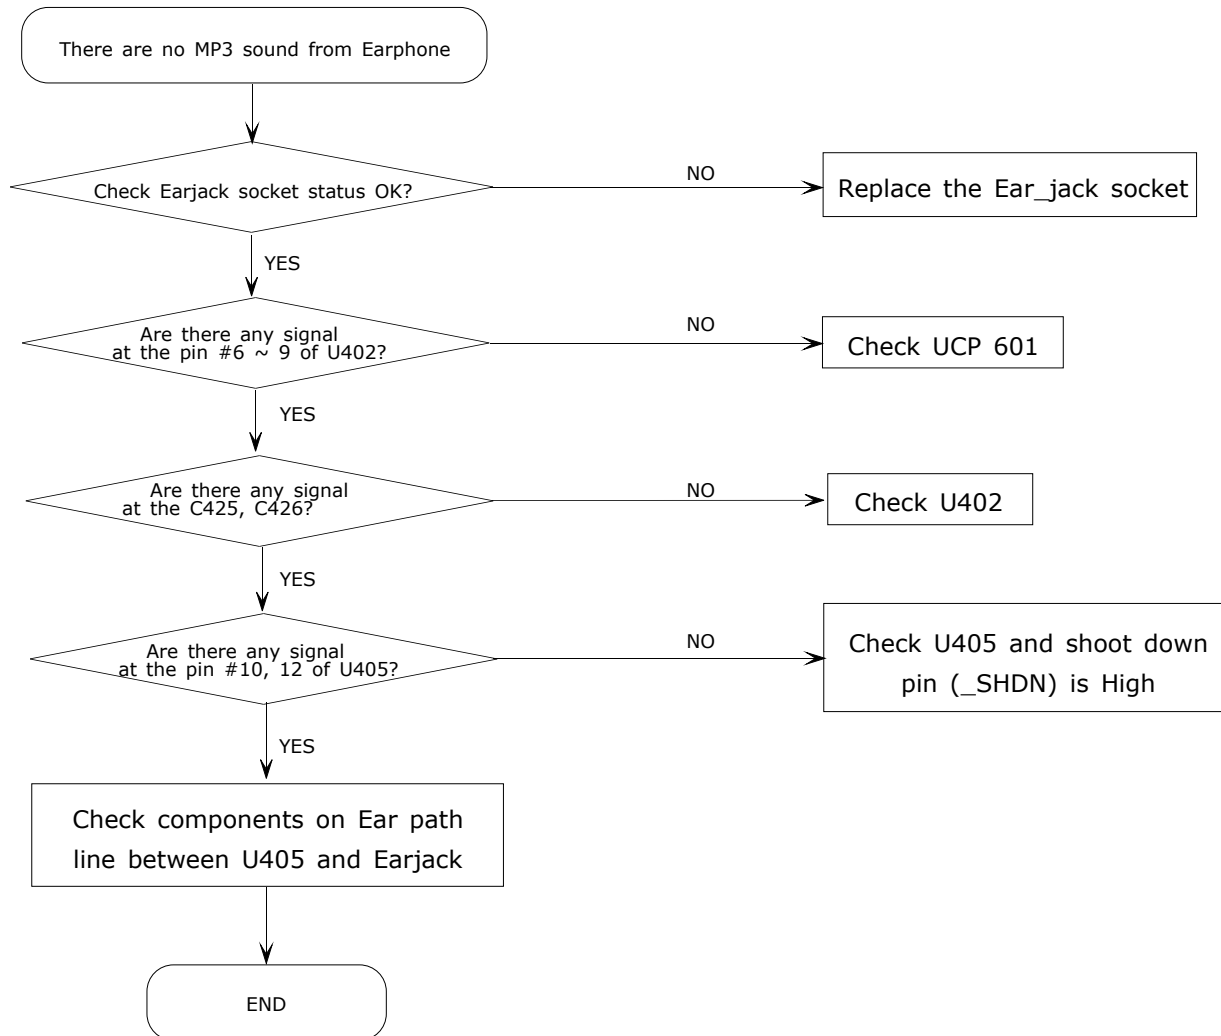 There are no MP3 sound from Earphone
Check Earjack socket status OK?
NO
Replace the Ear_jack socket
YES
Are there any signal
at the pin #6 ~ 9 of U402?
NO
Check UCP 601
YES
Are there any signal
at the C425, C426?
NO
Check U402
YES
Are there any signal
at the pin #10, 12 of U405?
NO
Check U405 and shoot down
pin (_SHDN) is High
YES
Check components on Ear path
line between U405 and Earjack
END